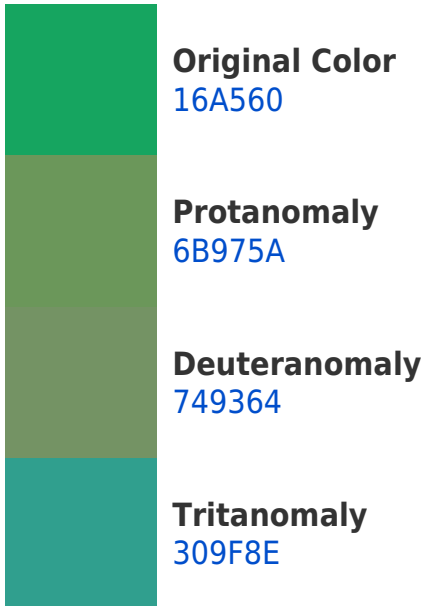 Original Color
16A560
Protanomaly
6B975A
Deuteranomaly
749364
Tritanomaly
309F8E